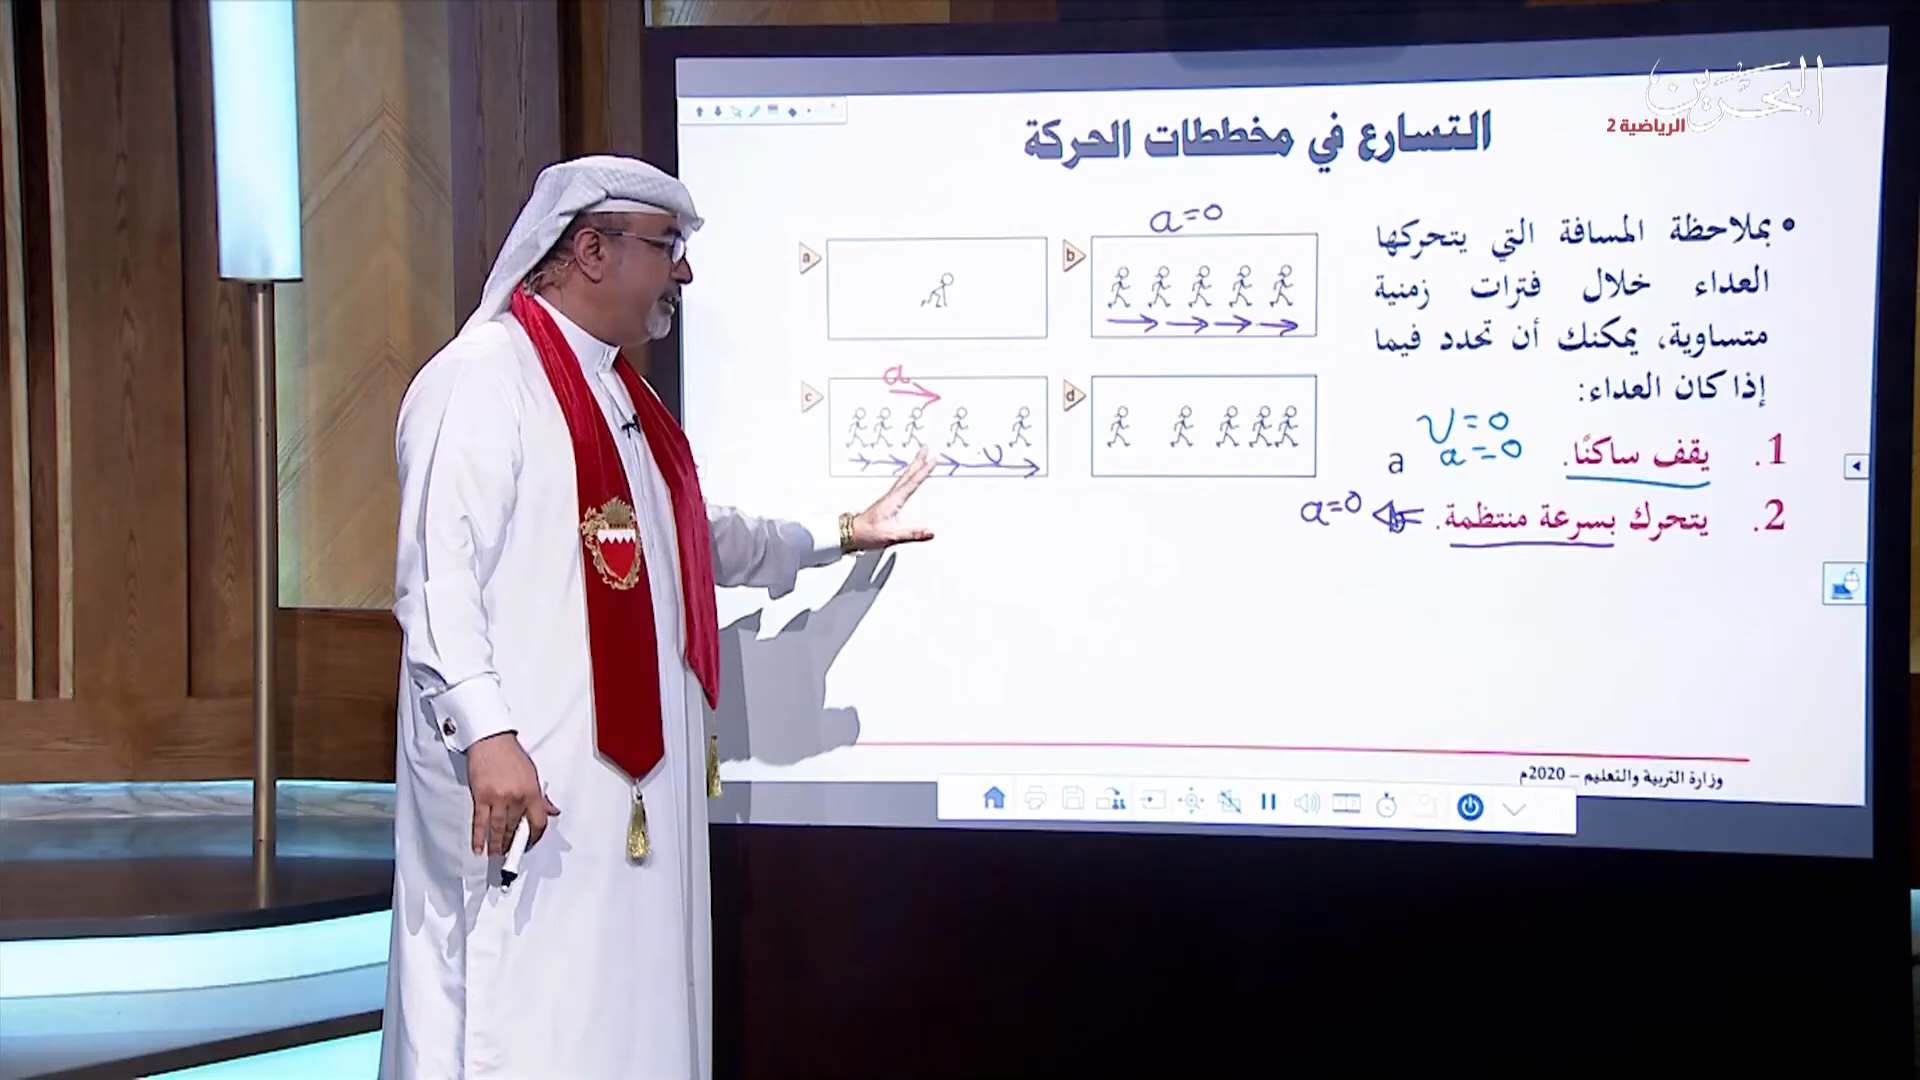 البحرين
الرياضية 2
التسارع في مخططات الحركة
• بملاحظة المسافة التي يتحركها
العداء خلال فترات زمنية
متساوية، يمكنك أن تحدد فيما
إذا كان العداء:
1. يقف ساكنًا. a
v=0
a=0
2. يتحرك بسرعة منتظمة.
a=0
a
b
a=0
c
a
v
d
وزارة التربية والتعليم – 2020م